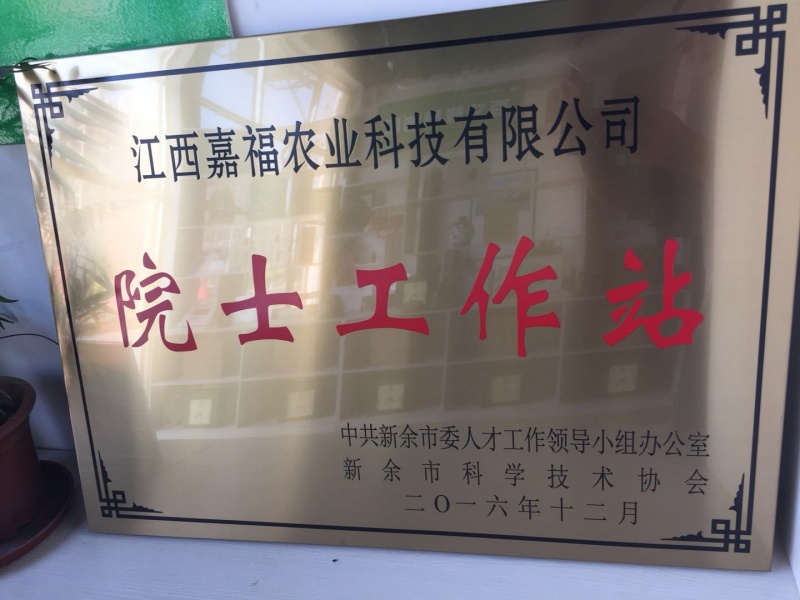 江西嘉福农业科技有限公司
院士工作站
中共新余市委人才工作领导小组办公室
新余市科学技术协会
二O一六年十二月